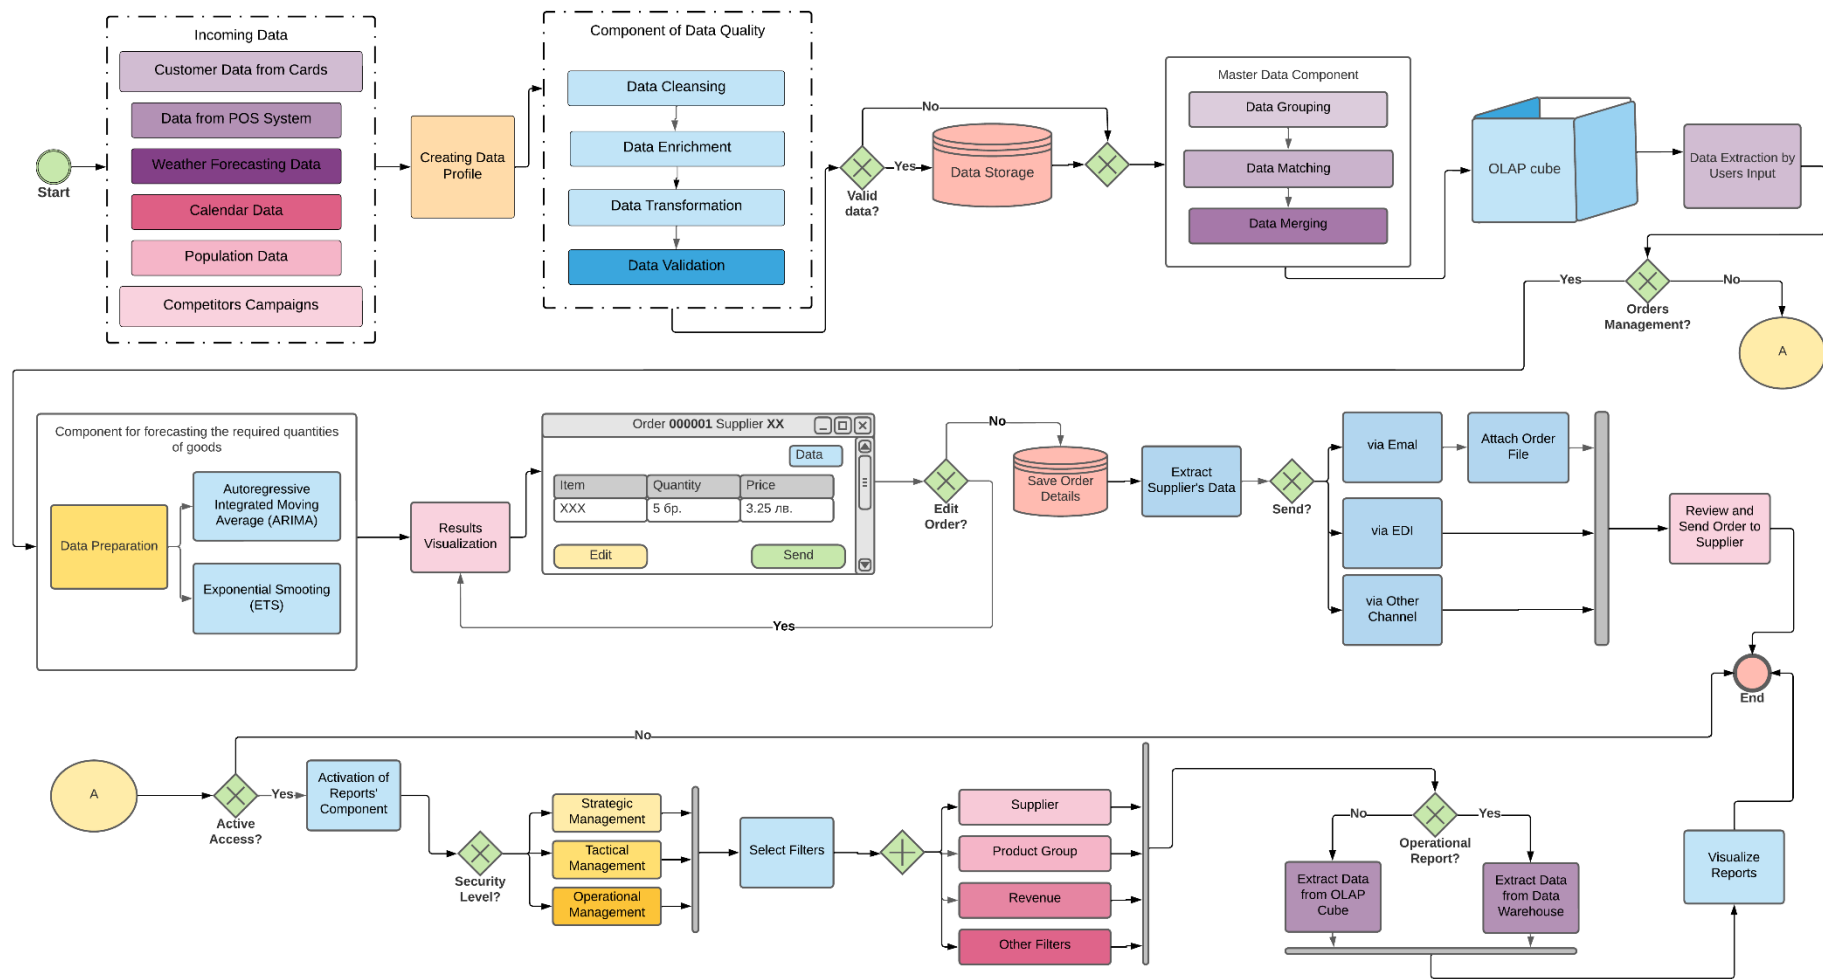 Incoming Data
Customer Data from Cards
Data from POS System
Weather Forecasting Data
Calendar Data
Population Data
Competitors Campaigns
Start
Creating Data
Profile
Component of Data Quality
Data Cleansing
Data Enrichment
Data Transformation
Data Validation
No
Yes
Valid
data?
Data Storage
Master Data Component
Data Grouping
Data Matching
Data Merging
OLAP cube
Data Extraction by
Users Input
Yes
No
Orders
Management?
A
Component for forecasting the required quantities
of goods
Data Preparation
Autoregressive
Integrated Moving
Average (ARIMA)
Exponential Smooting
(ETS)
Results
Visualization
Order 000001 Supplier XX
Data
Item Quantity Price
XXX 5 бр. 3.25 лв.
Edit
Send
No
Edit
Order?
Yes
Save Order
Details
Extract
Supplier's Data
Send?
via Emal
Attach Order
File
via EDI
via Other
Channel
Review and
Send Order to
Supplier
End
A
No
Yes
Active
Access?
Activation of
Reports'
Component
Security
Level?
Strategic
Management
Tactical
Management
Operational
Management
Select Filters
Supplier
Product Group
Revenue
Other Filters
No
Yes
Operational
Report?
Extract Data
from OLAP
Cube
Extract Data
from Data
Warehouse
Visualize
Reports